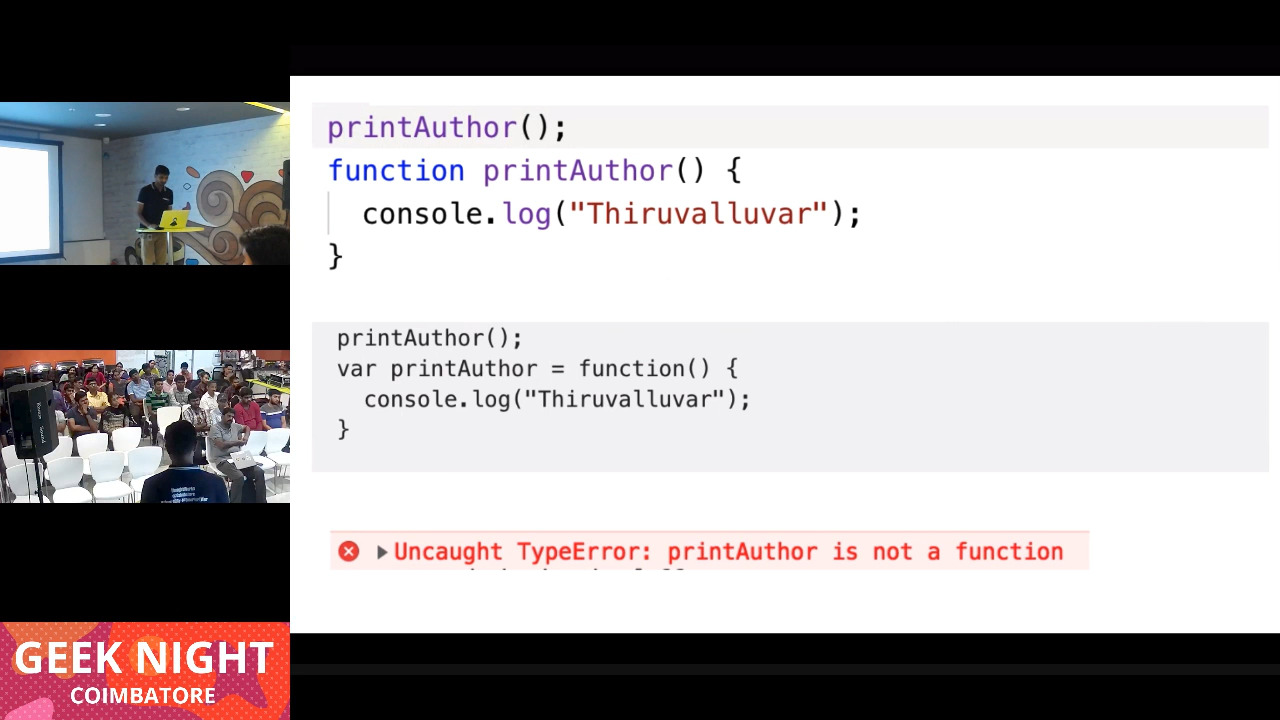 printAuthor();
function printAuthor() {
console.log("Thiruvalluvar");
}
printAuthor();
var printAuthor = function() {
console.log("Thiruvalluvar");
}
Uncaught TypeError: printAuthor is not a function
GEEK NIGHT
COIMBATORE